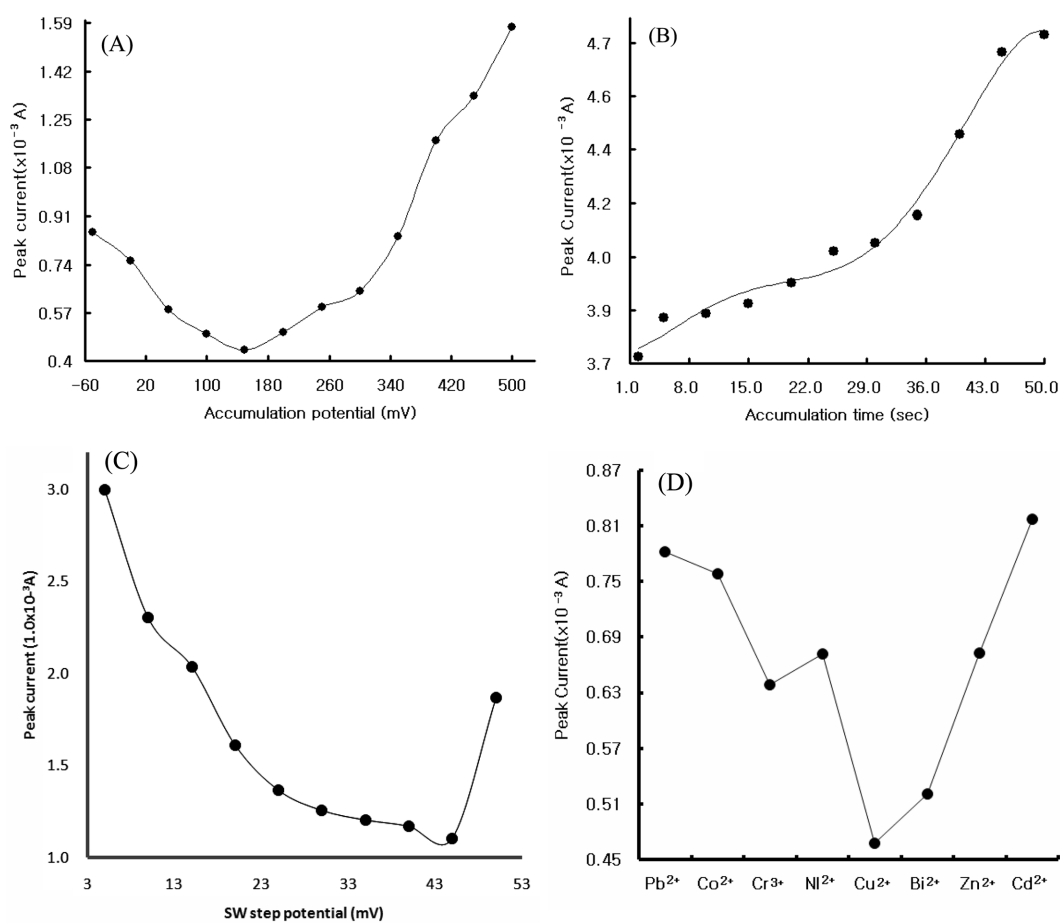 (A)
Peak current(x10⁻³ A)
1.59
1.42
1.25
1.08
0.91
0.74
0.57
0.4
−60 20 100 180 260 340 420 500
Accumulation potential (mV)
(B)
Peak Current(x10⁻³ A)
4.7
4.6
4.4
4.2
4.0
3.9
3.7
1.0 8.0 15.0 22.0 29.0 36.0 43.0 50.0
Accumulation time (sec)
(C)
Peak current (1.0x10-³A)
3.0
2.5
2.0
1.5
1.0
3 13 23 33 43 53
SW step potential (mV)
(D)
Peak Current(x10⁻³ A)
0.87
0.81
0.75
0.69
0.63
0.57
0.51
0.45
Pb²⁺ Co²⁺ Cr³⁺ NI²⁺ Cu²⁺ Bi²⁺ Zn²⁺ Cd²⁺